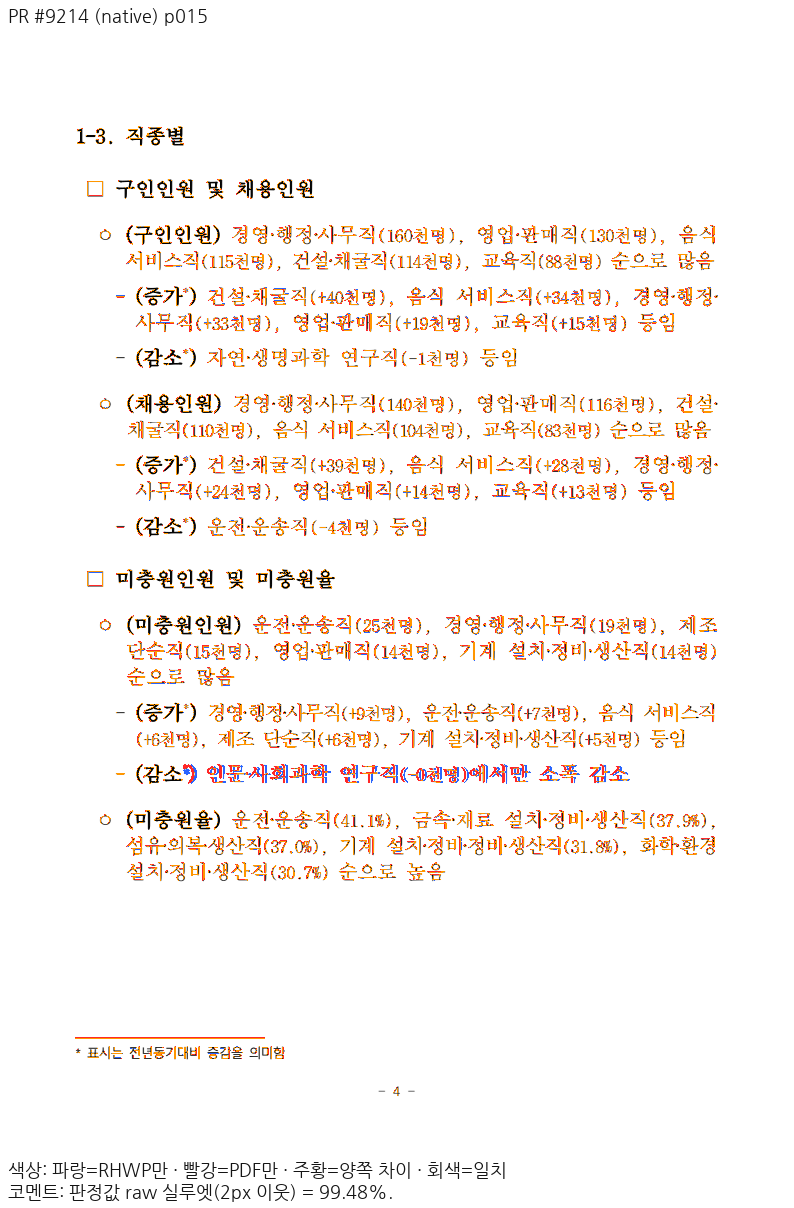 PR #9214 (native) p015
1-3. 직종별
□ 구인인원 및 채용인원
○ (구인인원) 경영·행정·사무직(160천명), 영업·판매직(130천명), 음식
서비스직(115천명), 건설·채굴직(114천명), 교육직(88천명) 순으로 많음
- (증가*) 건설·채굴직(+40천명), 음식 서비스직(+34천명), 경영·행정·
사무직(+33천명), 영업·판매직(+19천명), 교육직(+15천명) 등임
- (감소*) 자연·생명과학 연구직(-1천명) 등임
○ (채용인원) 경영·행정·사무직(140천명), 영업·판매직(116천명), 건설·
채굴직(110천명), 음식 서비스직(104천명), 교육직(83천명) 순으로 많음
- (증가*) 건설·채굴직(+39천명), 음식 서비스직(+28천명), 경영·행정·
사무직(+24천명), 영업·판매직(+14천명), 교육직(+13천명) 등임
- (감소*) 운전·운송직(-4천명) 등임
□ 미충원인원 및 미충원율
○ (미충원인원) 운전·운송직(25천명), 경영·행정·사무직(19천명), 제조
단순직(15천명), 영업·판매직(14천명), 기계 설치·정비·생산직(14천명)
순으로 많음
- (증가*) 경영·행정·사무직(+9천명), 운전·운송직(+7천명), 음식 서비스직
(+6천명), 제조 단순직(+6천명), 기계 설치·정비·생산직(+5천명) 등임
- (감소*) 인문·사회과학 연구직(-0천명)에서만 소폭 감소
○ (미충원율) 운전·운송직(41.1%), 금속·재료 설치·정비·생산직(37.9%),
섬유·의복·생산직(37.0%), 기계 설치·정비·정비·생산직(31.8%), 화학·환경
설치·정비·생산직(30.7%) 순으로 높음
* 표시는 전년동기대비 증감을 의미함
- 4 -
색상: 파랑=RHWP만 · 빨강=PDF만 · 주황=양쪽 차이 · 회색=일치
코멘트: 판정값 raw 실루엣(2px 이웃) = 99.48%.